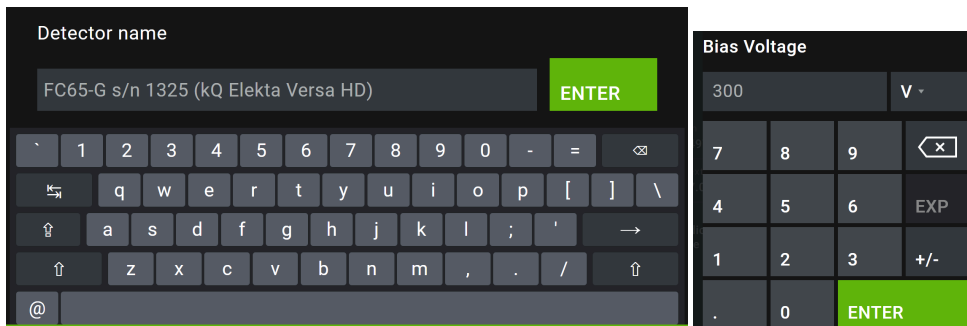 Detector name
FC65-G s/n 1325 (kQ Elekta Versa HD)
ENTER
` 1 2 3 4 5 6 7 8 9 0 - =
q w e r t y u i o p [ ] \
a s d f g h j k l ; '
z x c v b n m , . /
@
Bias Voltage
300 V
7 8 9
4 5 6 EXP
1 2 3 +/-
. 0 ENTER